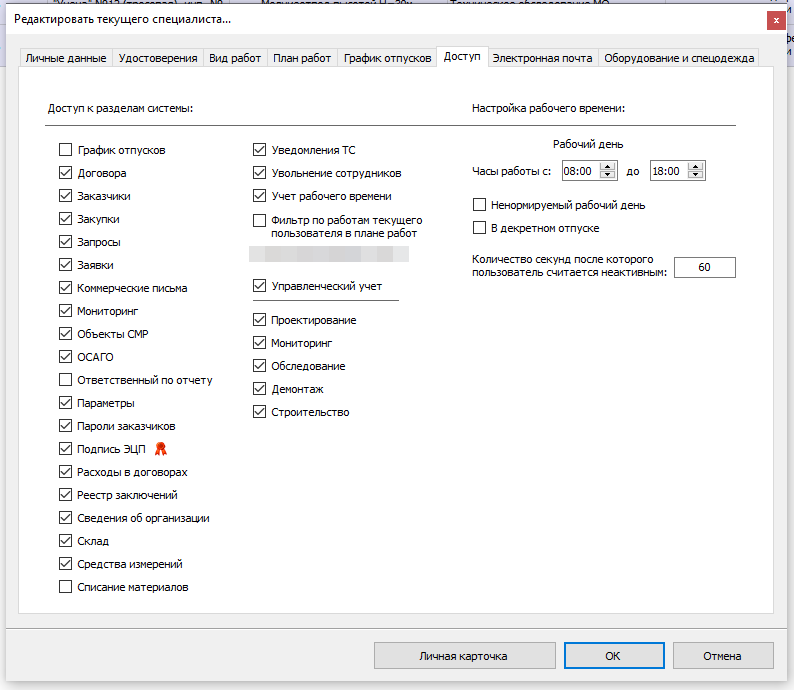 Редактировать текущего специалиста...
x
Личные данные
Удостоверения
Вид работ
План работ
График отпусков
Доступ
Электронная почта
Оборудование и спецодежда
Доступ к разделам системы:
График отпусков
Договора
Заказчики
Закупки
Запросы
Заявки
Коммерческие письма
Мониторинг
Объекты СМР
ОСАГО
Ответственный по отчету
Параметры
Пароли заказчиков
Подпись ЭЦП
Расходы в договорах
Реестр заключений
Сведения об организации
Склад
Средства измерений
Списание материалов
Уведомления ТС
Увольнение сотрудников
Учет рабочего времени
Фильтр по работам текущего
пользователя в плане работ
Управленческий учет
Проектирование
Мониторинг
Обследование
Демонтаж
Строительство
Настройка рабочего времени:
Рабочий день
Часы работы с: 08:00 до 18:00
Ненормируемый рабочий день
В декретном отпуске
Количество секунд после которого
пользователь считается неактивным: 60
Личная карточка
ОК
Отмена